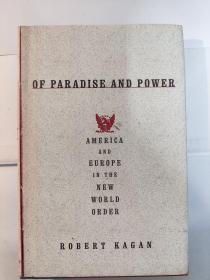 OF PARADISE AND POWER
AMERICA
AND
EUROPE
IN THE
NEW
WORLD
ORDER
ROBERT KAGAN